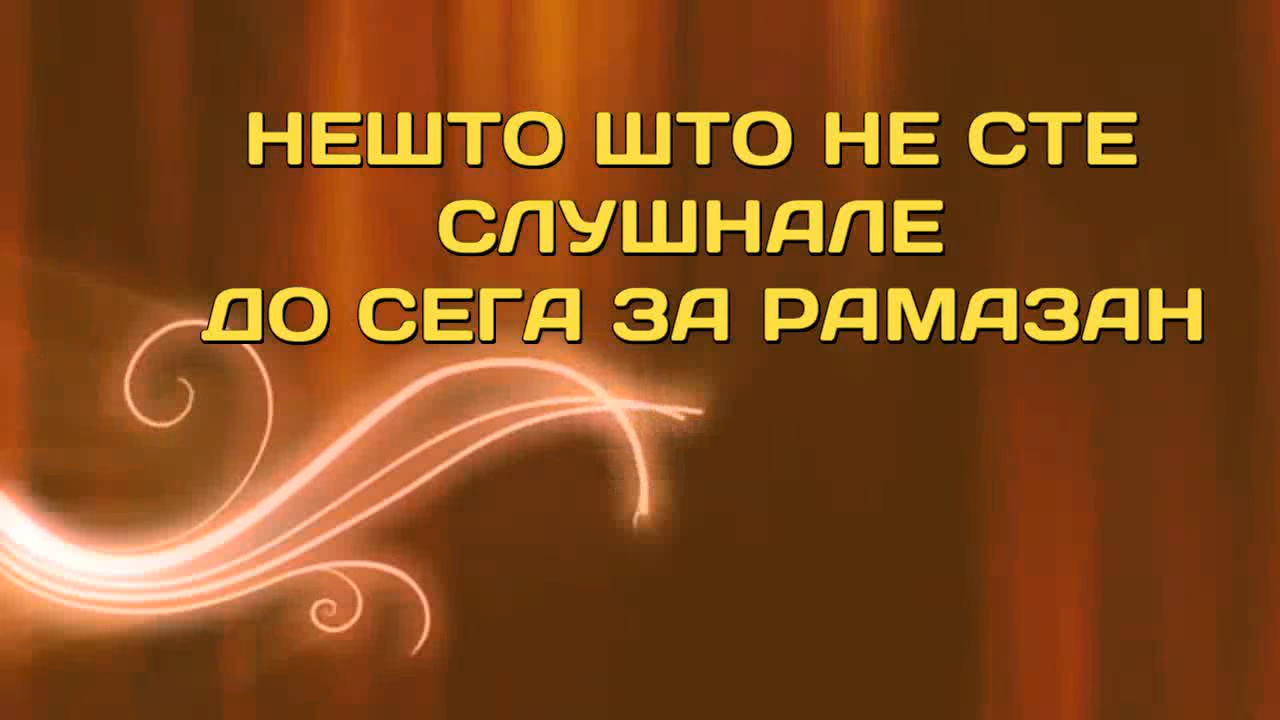 НЕШТО ШТО НЕ СТЕ
СЛУШНАЛЕ
ДО СЕГА ЗА РАМАЗАН